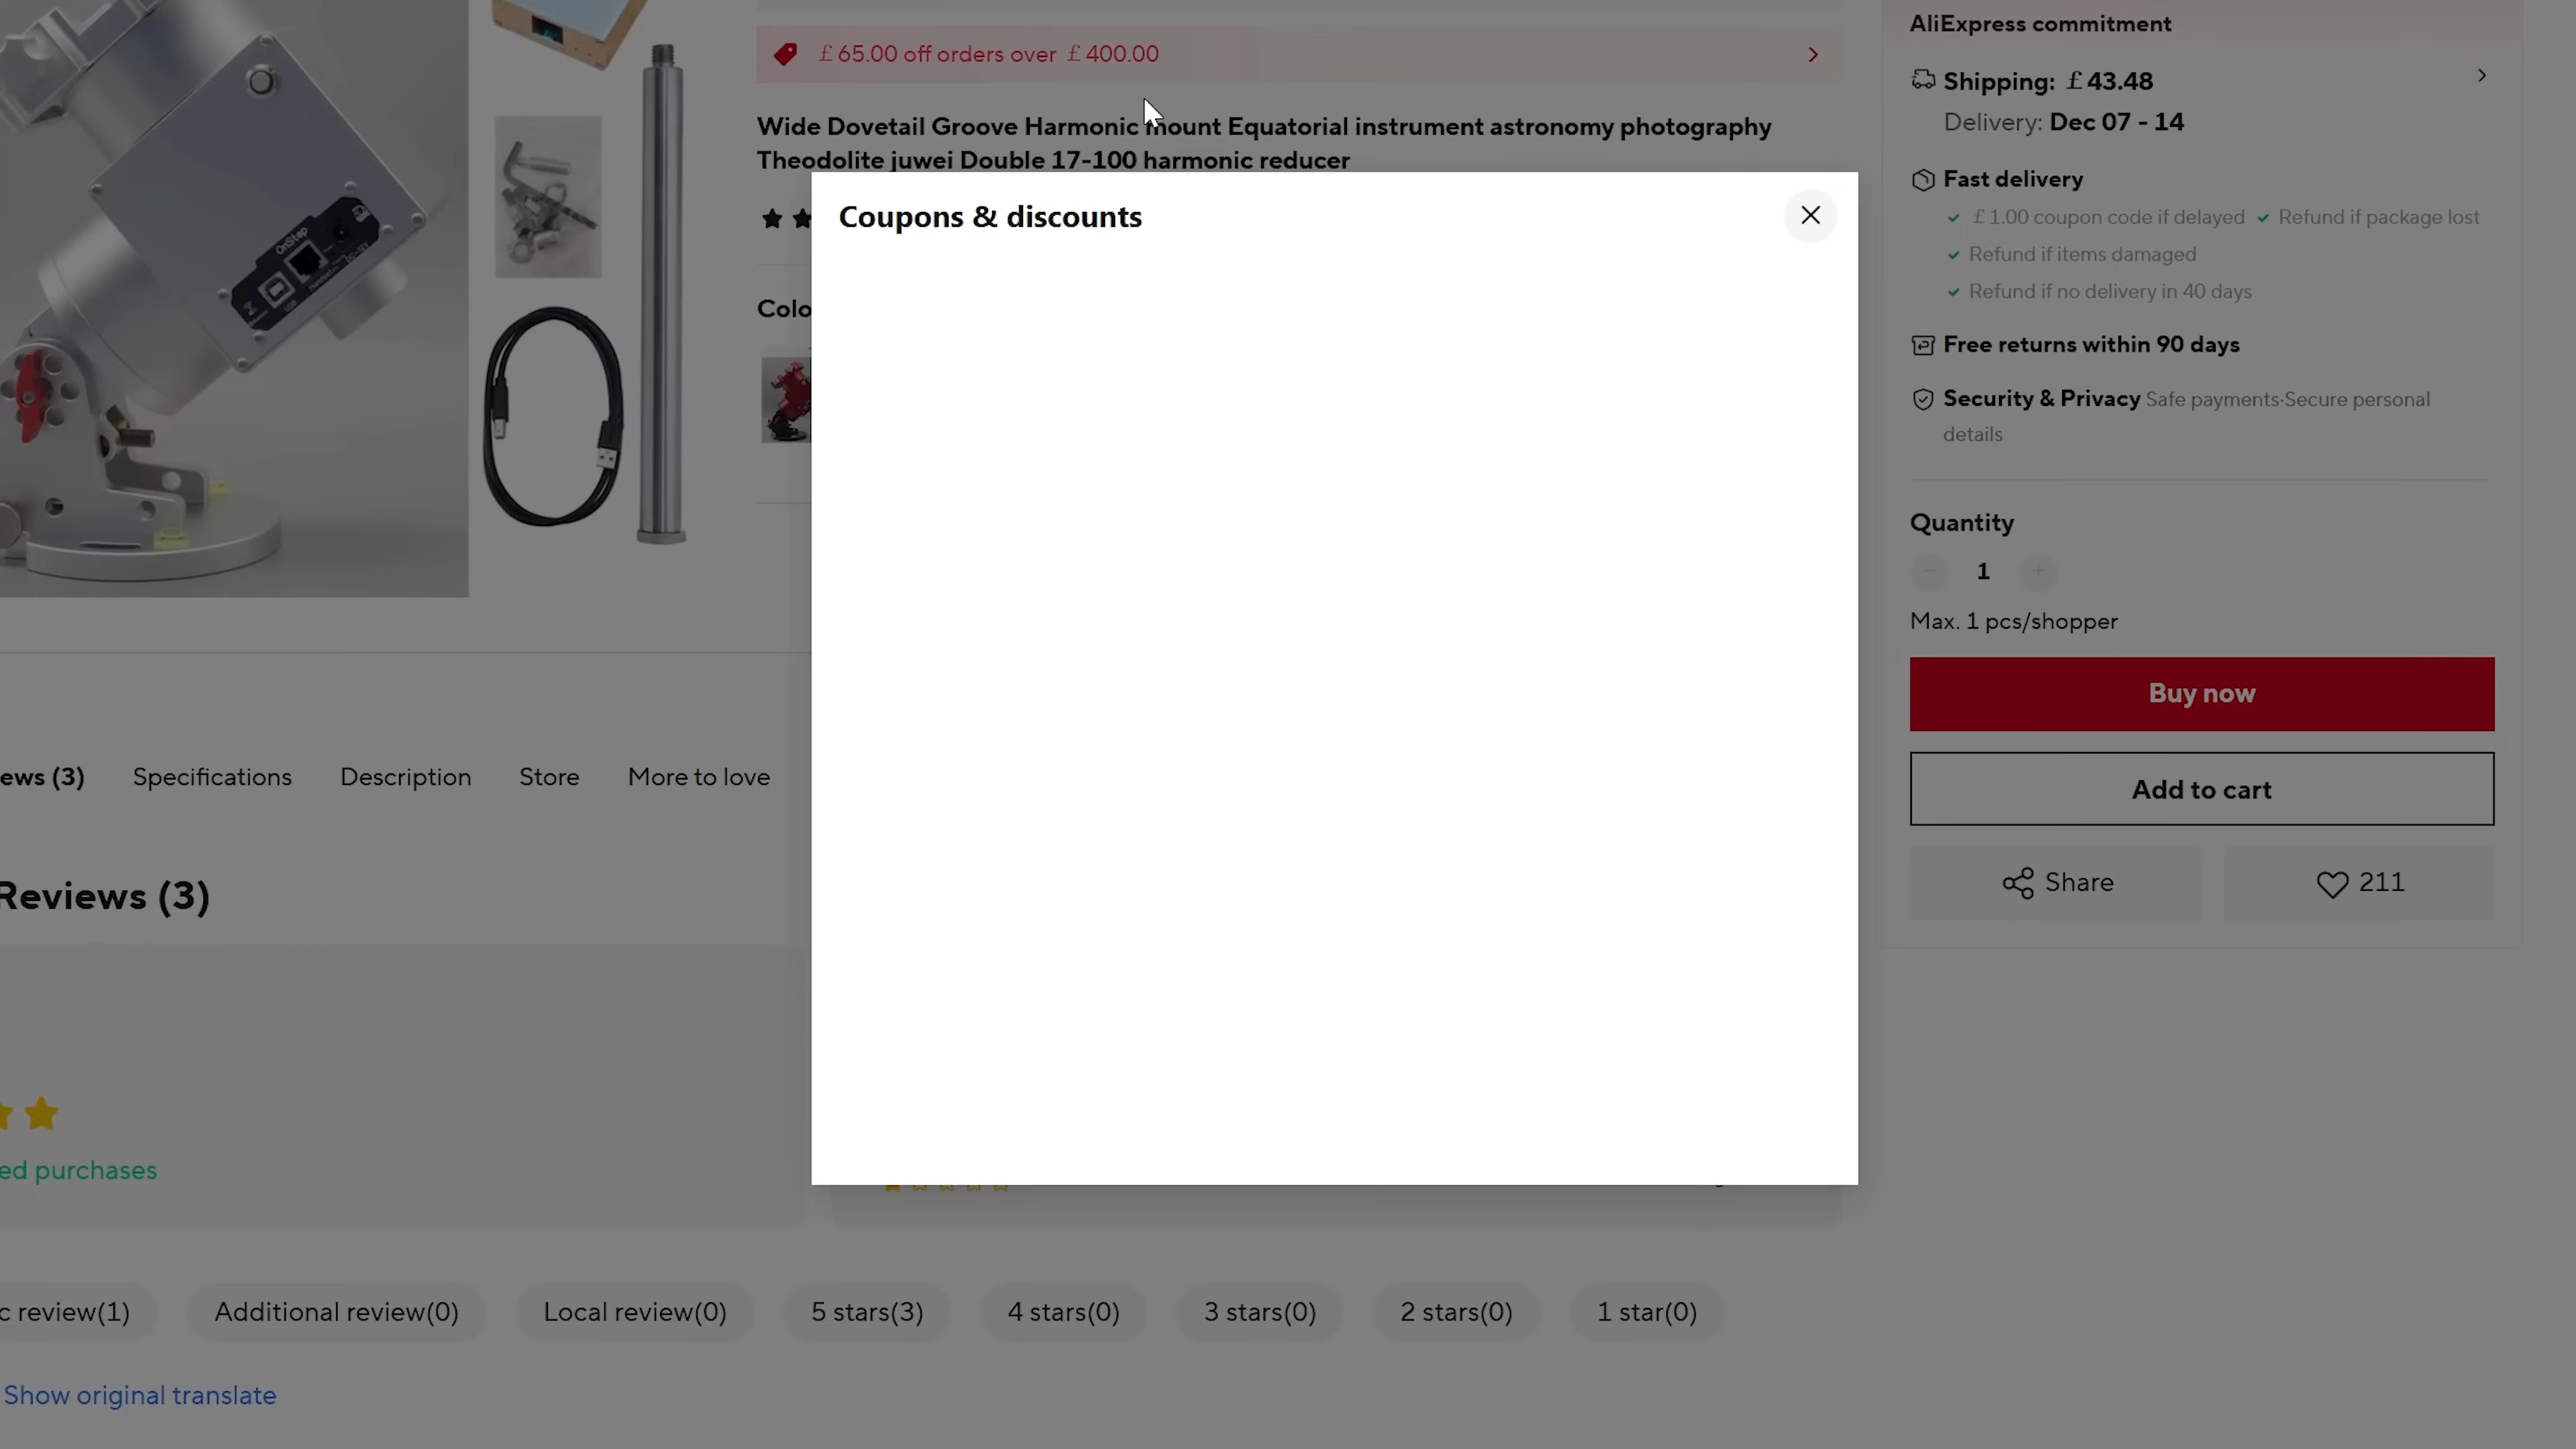 £65.00 off orders over £400.00
Wide Dovetail Groove Harmonic mount Equatorial instrument astronomy photography
Theodolite juwei Double 17-100 harmonic reducer
Colo
OnStep
USB
Coupons & discounts
AliExpress commitment
Shipping: £43.48
Delivery: Dec 07 - 14
Fast delivery
£1.00 coupon code if delayed Refund if package lost
Refund if items damaged
Refund if no delivery in 40 days
Free returns within 90 days
Security & Privacy Safe payments·Secure personal
details
Quantity
1
Max. 1 pcs/shopper
Buy now
Add to cart
Share 211
ews (3) Specifications Description Store More to love
Reviews (3)
ed purchases
c review(1) Additional review(0) Local review(0) 5 stars(3) 4 stars(0) 3 stars(0) 2 stars(0) 1 star(0)
Show original translate